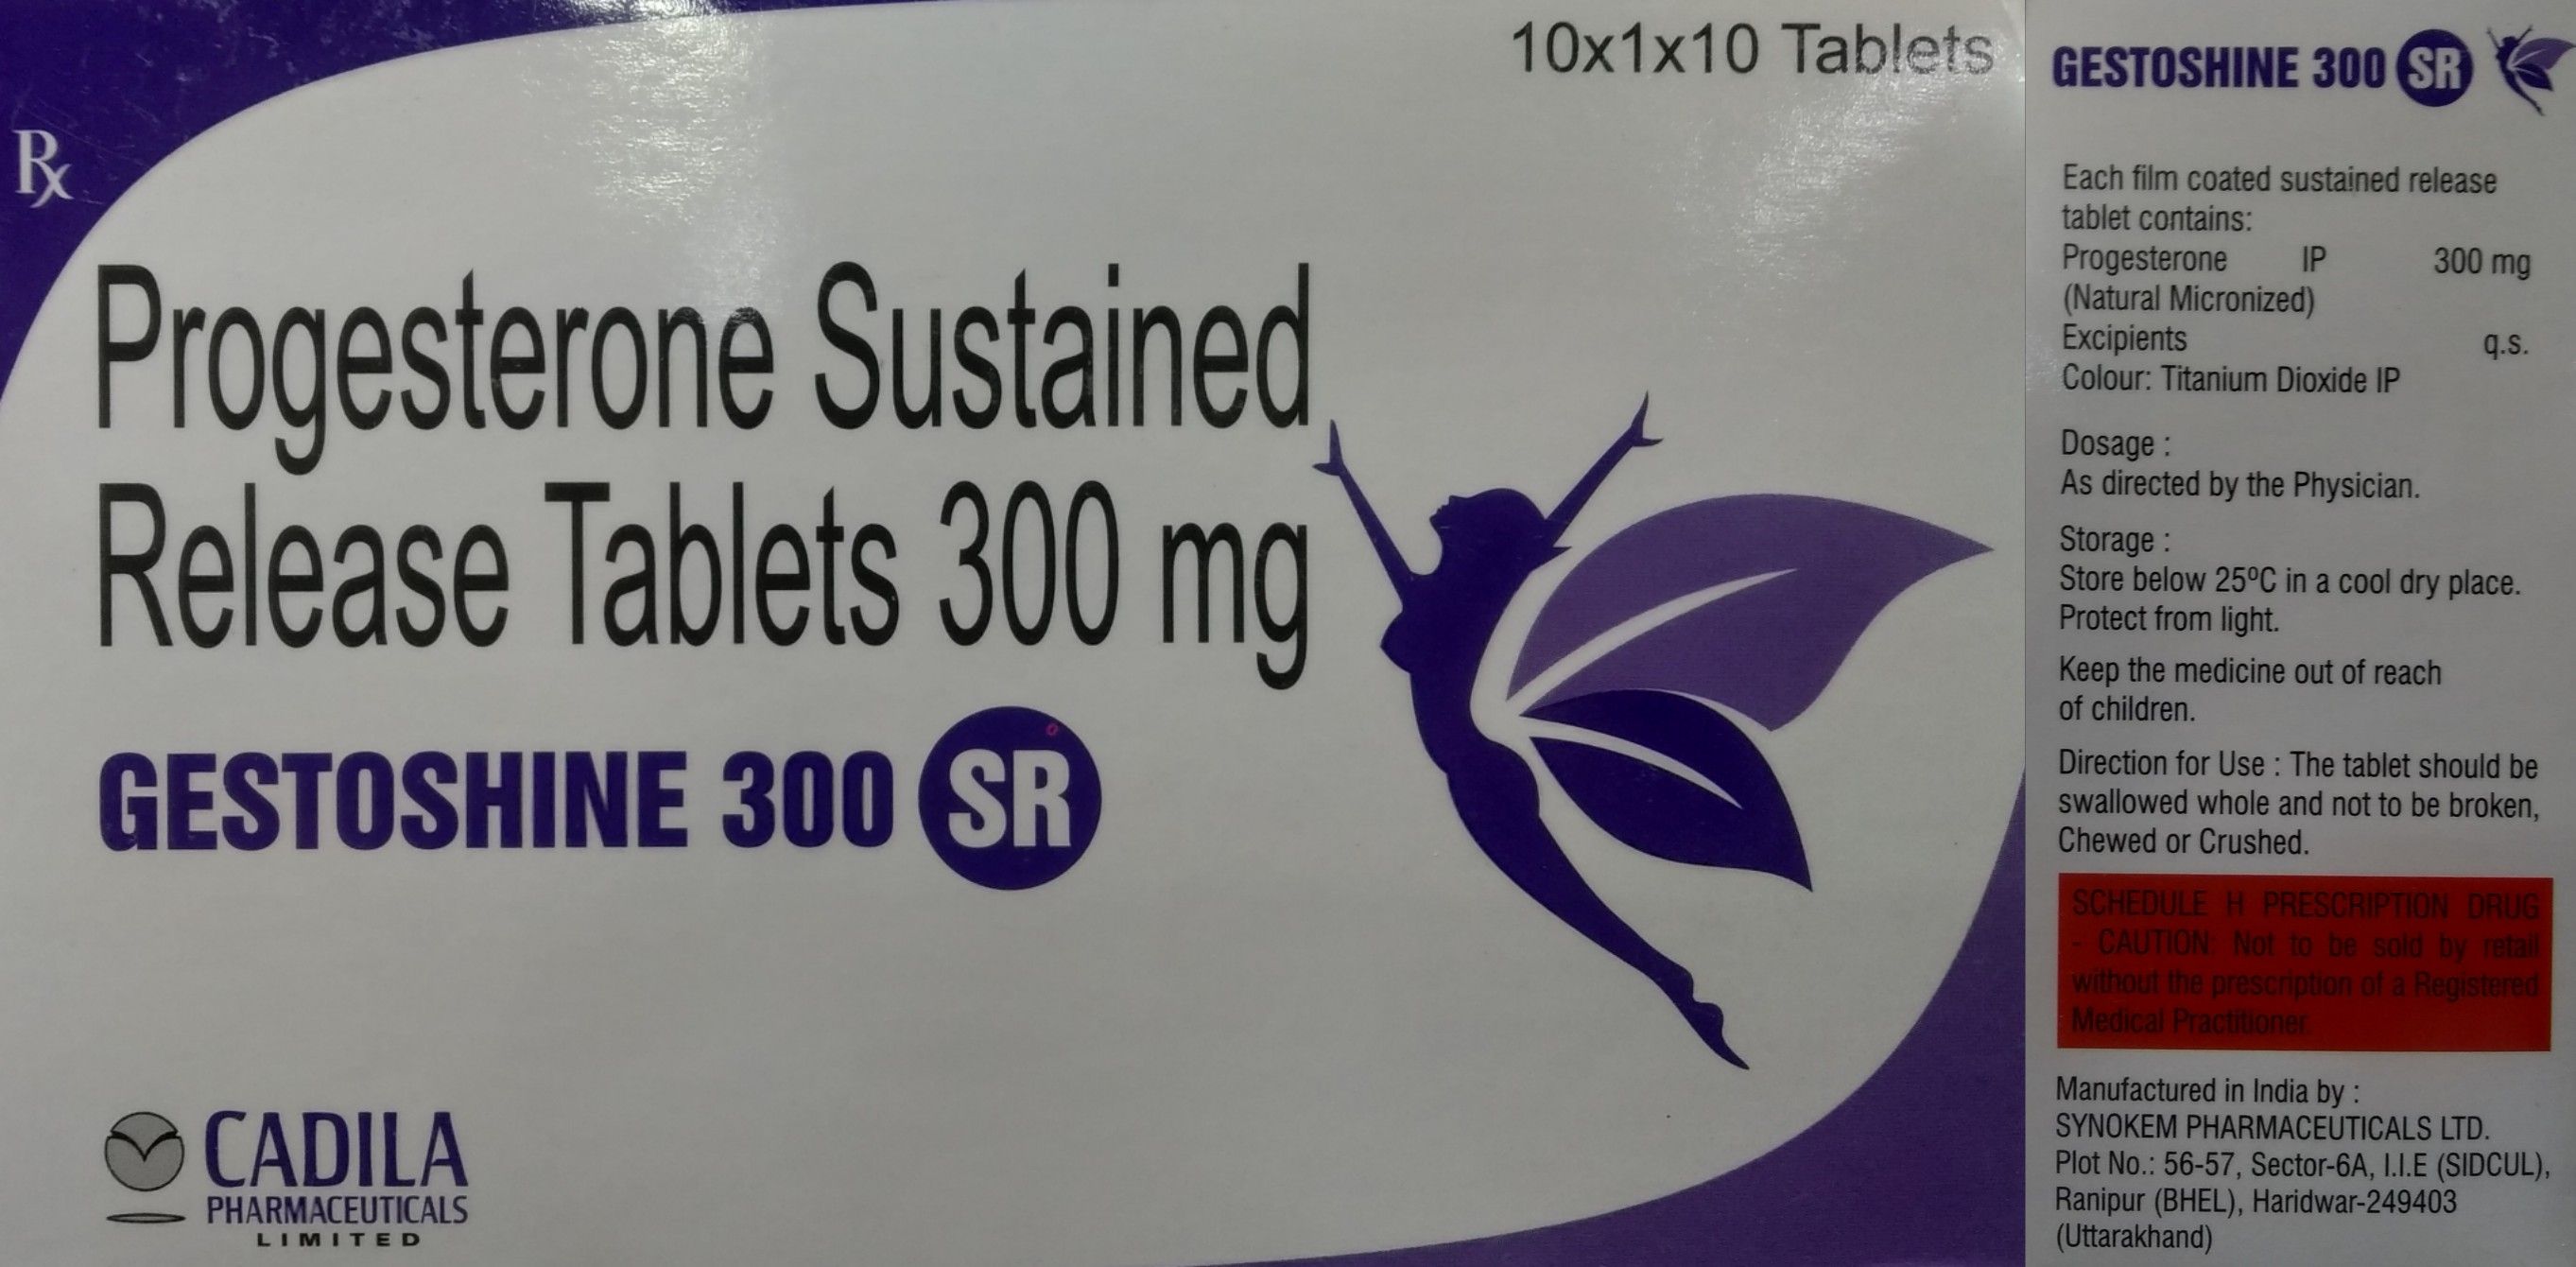 10x1x10 Tablets
Rx
Progesterone Sustained
Release Tablets 300 mg
GESTOSHINE 300 SR
CADILA
PHARMACEUTICALS
LIMITED
GESTOSHINE 300 SR
Each film coated sustained release
tablet contains:
Progesterone IP 300 mg
(Natural Micronized)
Excipients q.s.
Colour: Titanium Dioxide IP
Dosage :
As directed by the Physician.
Storage :
Store below 25ºC in a cool dry place.
Protect from light.
Keep the medicine out of reach
of children.
Direction for Use : The tablet should be
swallowed whole and not to be broken,
Chewed or Crushed.
SCHEDULE H PRESCRIPTION DRUG
- CAUTION: Not to be sold by retail
without the prescription of a Registered
Medical Practitioner.
Manufactured in India by :
SYNOKEM PHARMACEUTICALS LTD.
Plot No.: 56-57, Sector-6A, I.I.E (SIDCUL),
Ranipur (BHEL), Haridwar-249403
(Uttarakhand)